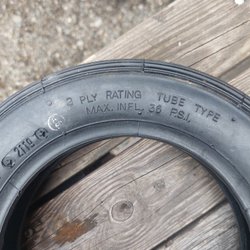 2 PLY RATING TUBE TYPE
MAX. INFL. 36 P.S.I.